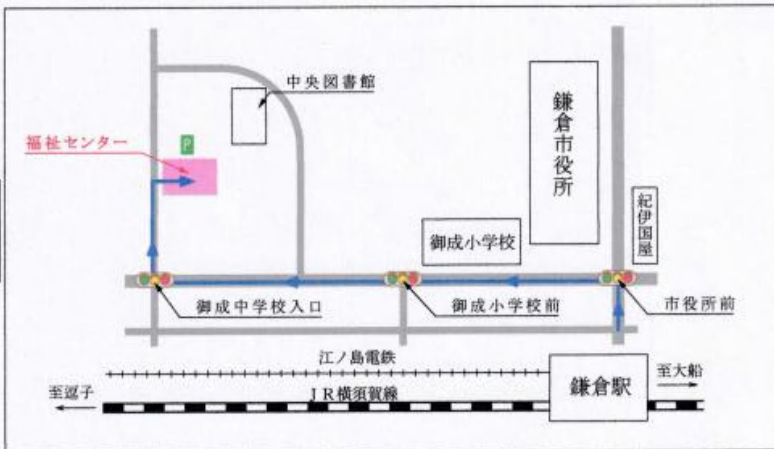 中央図書館
鎌倉市役所
福祉センター
P
紀伊国屋
御成小学校
御成中学校入口
御成小学校前
市役所前
江ノ島電鉄
至逗子
JR横須賀線
鎌倉駅
至大船